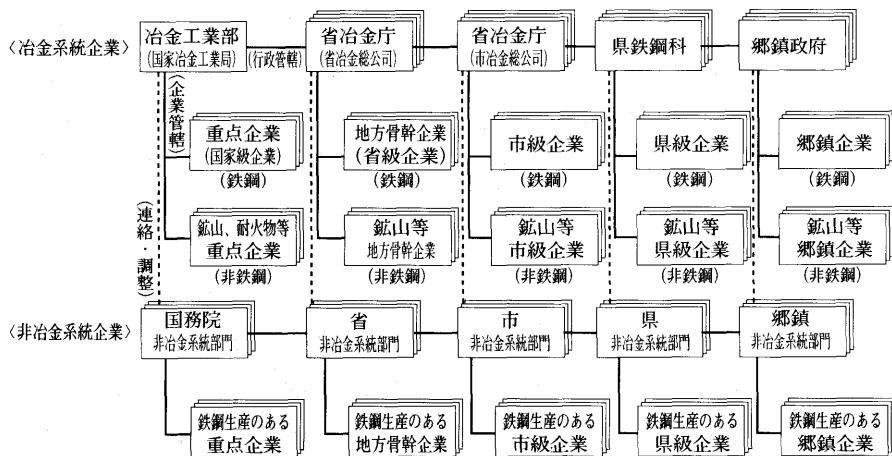 〈冶金系統企業〉
冶金工業部
(国家冶金工業局)
(行政管轄)
省冶金庁
(省冶金総公司)
省冶金庁
(市冶金総公司)
県鉄鋼科
郷鎮政府
(企業管轄)
重点企業
(国家級企業)
(鉄鋼)
地方骨幹企業
(省級企業)
(鉄鋼)
市級企業
(鉄鋼)
県級企業
(鉄鋼)
郷鎮企業
(鉄鋼)
(連絡・調整)
鉱山、耐火物等
重点企業
(非鉄鋼)
鉱山等
地方骨幹企業
(非鉄鋼)
鉱山等
市級企業
(非鉄鋼)
鉱山等
県級企業
(非鉄鋼)
鉱山等
郷鎮企業
(非鉄鋼)
〈非冶金系統企業〉
国務院
非冶金系統部門
省
非冶金系統部門
市
非冶金系統部門
県
非冶金系統部門
郷鎮
非冶金系統部門
鉄鋼生産のある
重点企業
鉄鋼生産のある
地方骨幹企業
鉄鋼生産のある
市級企業
鉄鋼生産のある
県級企業
鉄鋼生産のある
郷鎮企業